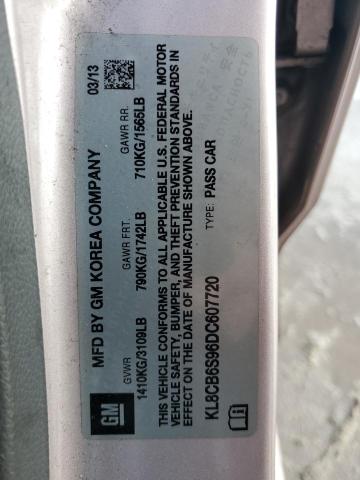 MFD BY GM KOREA COMPANY 03/13
GVWR GAWR FRT. GAWR RR.
1410KG/3109LB 790KG/1742LB 710KG/1565LB
THIS VEHICLE CONFORMS TO ALL APPLICABLE U.S. FEDERAL MOTOR
VEHICLE SAFETY, BUMPER, AND THEFT PREVENTION STANDARDS IN
EFFECT ON THE DATE OF MANUFACTURE SHOWN ABOVE.
KL8CB6S96DC607720 TYPE: PASS CAR
GM
安全